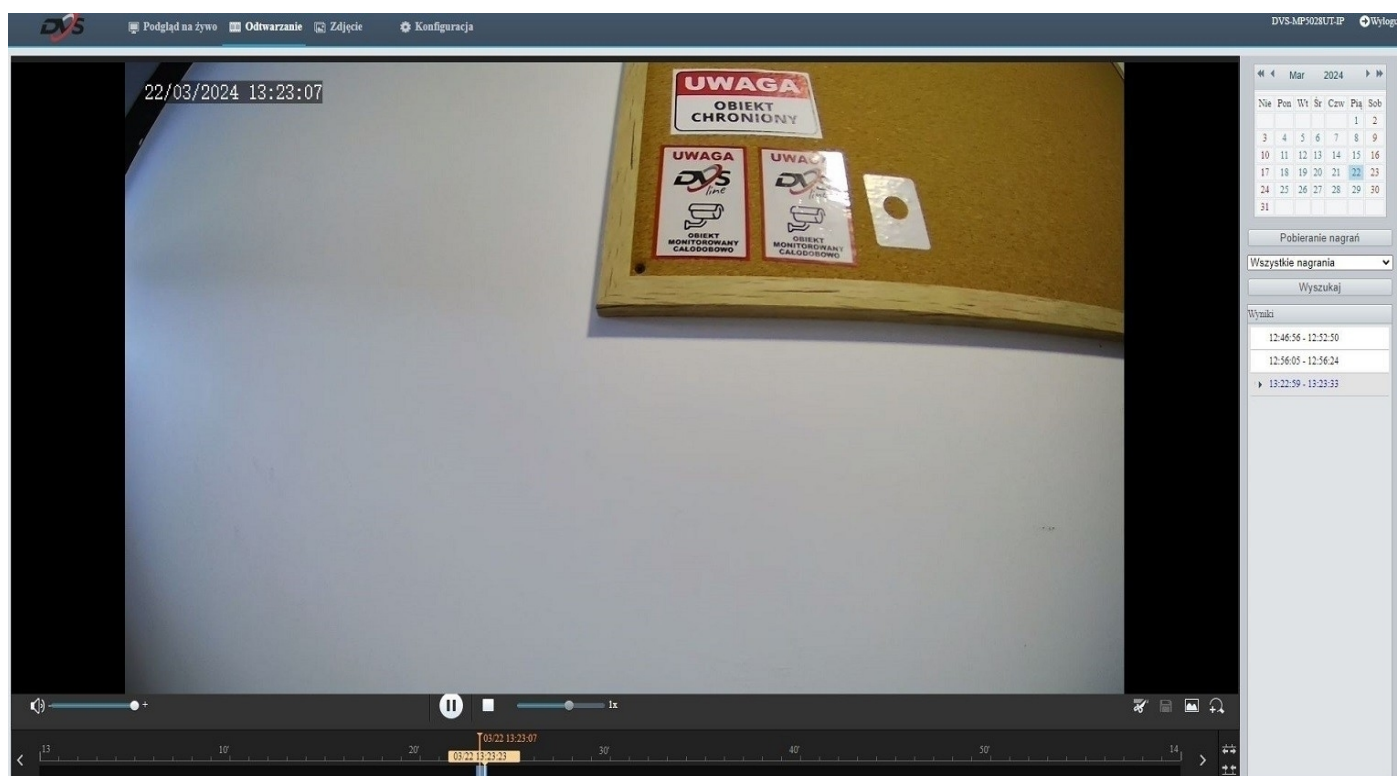 DVS
Podgląd na żywo
Odtwarzanie
Zdjęcie
Konfiguracja
DVS-MP5028UT-IP
Wylogu
22/03/2024 13:23:07
UWAGA
OBIEKT
CHRONIONY
UWAGA
DVS
line
OBIEKT
MONITOROWANY
CAŁODOBOWO
UWAGA
DVS
line
OBIEKT
MONITOROWANY
CAŁODOBOWO
Mar 2024
Nie Pon Wt Śr Czw Pią Sob
1 2
3 4 5 6 7 8 9
10 11 12 13 14 15 16
17 18 19 20 21 22 23
24 25 26 27 28 29 30
31
Pobieranie nagrań
Wszystkie nagrania
Wyszukaj
Wyniki
12:46:56 - 12:52:50
12:56:05 - 12:56:24
13:22:59 - 13:23:33
- +
1x
03/22 13:23:07
13 10' 20' 30' 40' 50' 14
03/22 13:23:23